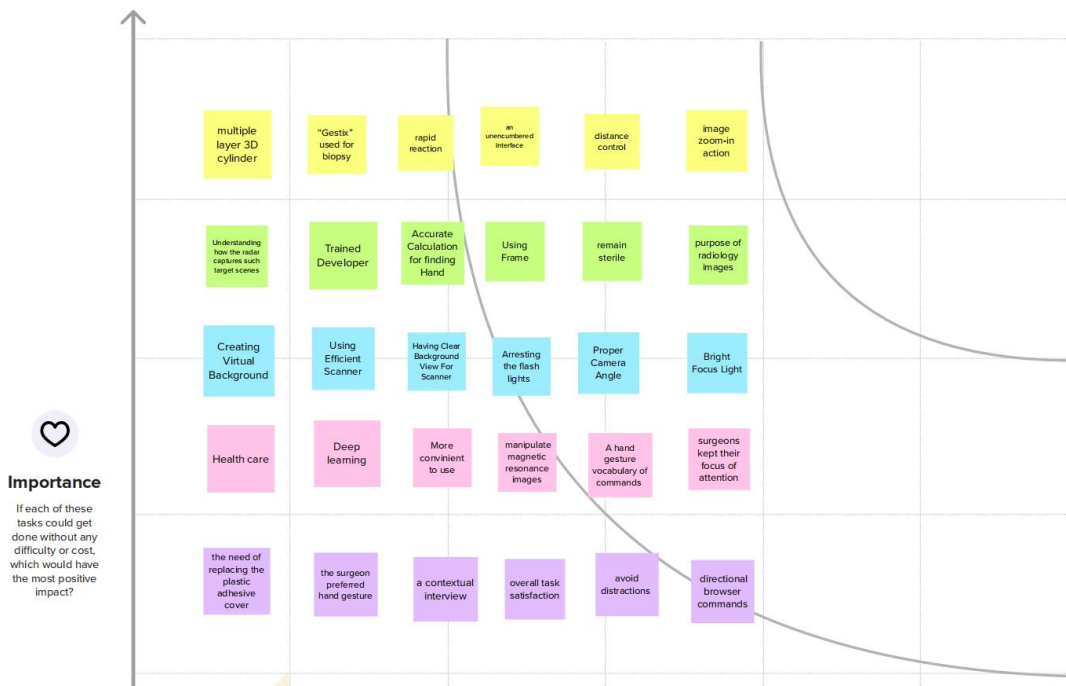 multiple
layer 3D
cylinder
"Gestix"
used for
biopsy
rapid
reaction
an
unencumbered
interface
distance
control
image
zoom-in
action
Understanding
how the radar
captures such
target scenes
Trained
Developer
Accurate
Calculation
for finding
Hand
Using
Frame
remain
sterile
purpose of
radiology
images
Creating
Virtual
Background
Using
Efficient
Scanner
Having Clear
Background
View For
Scanner
Arresting
the flash
lights
Proper
Camera
Angle
Bright
Focus Light
Health care
Deep
learning
More
convinient
to use
manipulate
magnetic
resonance
images
A hand
gesture
vocabulary of
commands
surgeons
kept their
focus of
attention
Importance
If each of these
tasks could get
done without any
difficulty or cost,
which would have
the most positive
impact?
the need of
replacing the
plastic
adhesive
cover
the surgeon
preferred
hand gesture
a contextual
interview
overall task
satisfaction
avoid
distractions
directional
browser
commands